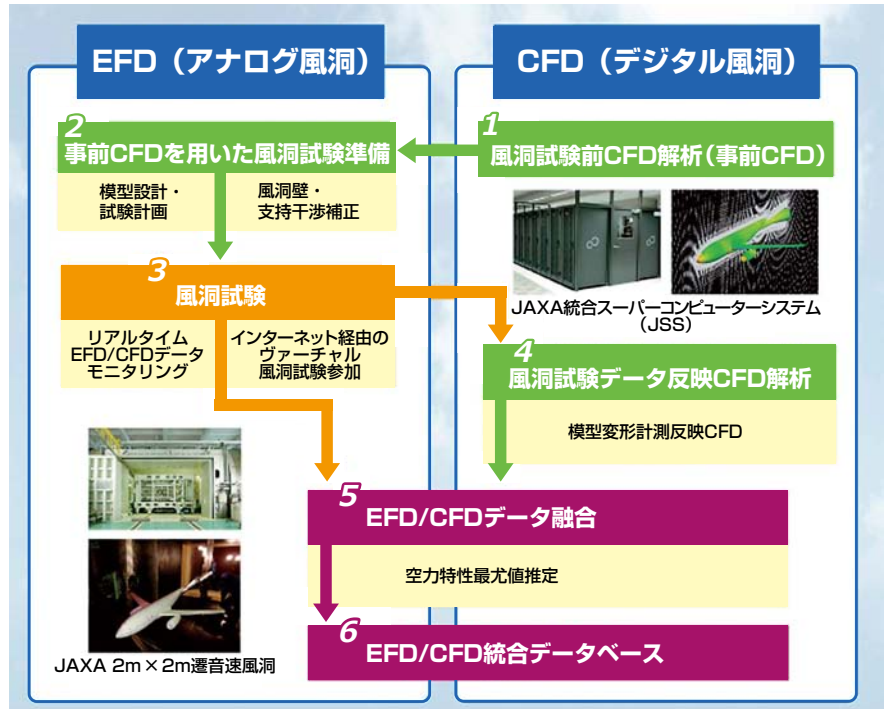 EFD（アナログ風洞）
CFD（デジタル風洞）
1
風洞試験前CFD解析（事前CFD）
JAXA統合スーパーコンピューターシステム
（JSS）
2
事前CFDを用いた風洞試験準備
模型設計・
試験計画
風洞壁・
支持干渉補正
3
風洞試験
リアルタイム
EFD/CFDデータ
モニタリング
インターネット経由の
ヴァーチャル
風洞試験参加
JAXA 2m×2m遷音速風洞
4
風洞試験データ反映CFD解析
模型変形計測反映CFD
5
EFD/CFDデータ融合
空力特性最尤値推定
6
EFD/CFD統合データベース